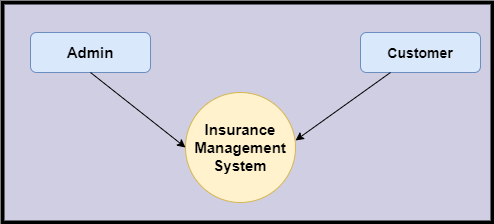 Admin
Customer
Insurance
Management
System